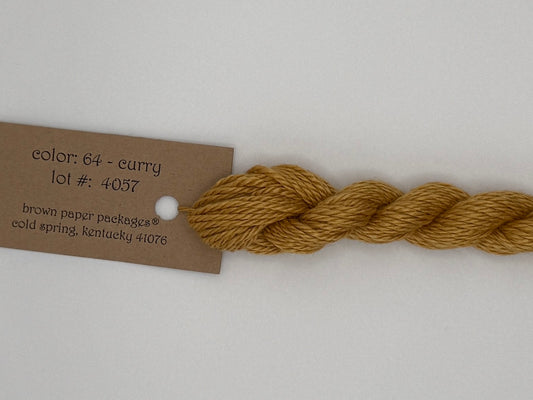 color: 64 - curry
lot #: 4057
brown paper packages®
cold spring, kentucky 41076